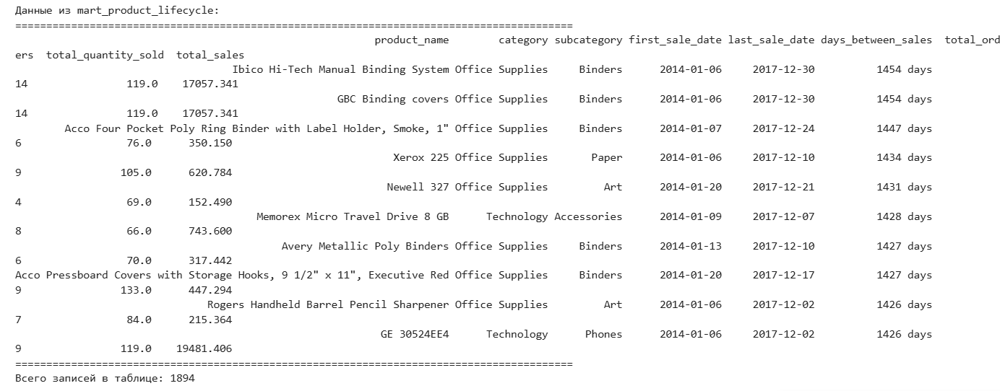 Данные из mart_product_lifecycle:
==========================================================================================
product_name        category subcategory first_sale_date last_sale_date days_between_sales  total_ord
ers  total_quantity_sold  total_sales
Ibico Hi-Tech Manual Binding System Office Supplies     Binders      2014-01-06     2017-12-30          1454 days
14                119.0    17057.341
GBC Binding covers Office Supplies     Binders      2014-01-06     2017-12-30          1454 days
14                119.0    17057.341
Acco Four Pocket Poly Ring Binder with Label Holder, Smoke, 1" Office Supplies     Binders      2014-01-07     2017-12-24          1447 days
6                 76.0      350.150
Xerox 225 Office Supplies       Paper      2014-01-06     2017-12-10          1434 days
9                105.0      620.784
Newell 327 Office Supplies         Art      2014-01-20     2017-12-21          1431 days
4                 69.0      152.490
Memorex Micro Travel Drive 8 GB      Technology Accessories      2014-01-09     2017-12-07          1428 days
8                 66.0      743.600
Avery Metallic Poly Binders Office Supplies     Binders      2014-01-13     2017-12-10          1427 days
6                 70.0      317.442
Acco Pressboard Covers with Storage Hooks, 9 1/2" x 11", Executive Red Office Supplies     Binders      2014-01-20     2017-12-17          1427 days
9                133.0      447.294
Rogers Handheld Barrel Pencil Sharpener Office Supplies         Art      2014-01-06     2017-12-02          1426 days
7                 84.0      215.364
GE 30524EE4      Technology      Phones      2014-01-06     2017-12-02          1426 days
9                119.0    19481.406
==========================================================================================
Всего записей в таблице: 1894